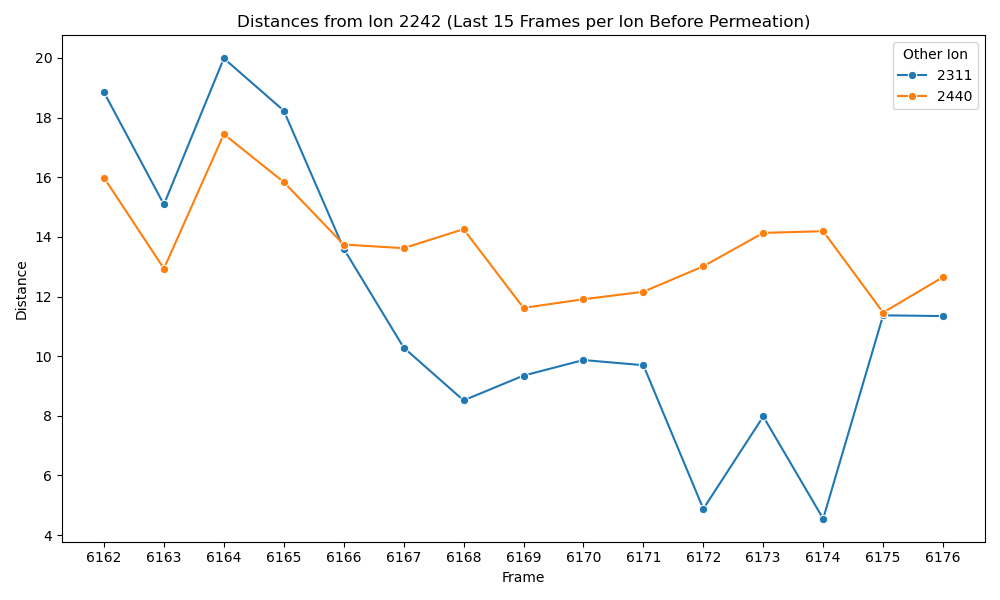 Distances from Ion 2242 (Last 15 Frames per Ion Before Permeation)
Other Ion
2311
2440
Distance
20
18
16
14
12
10
8
6
4
6162 6163 6164 6165 6166 6167 6168 6169 6170 6171 6172 6173 6174 6175 6176
Frame